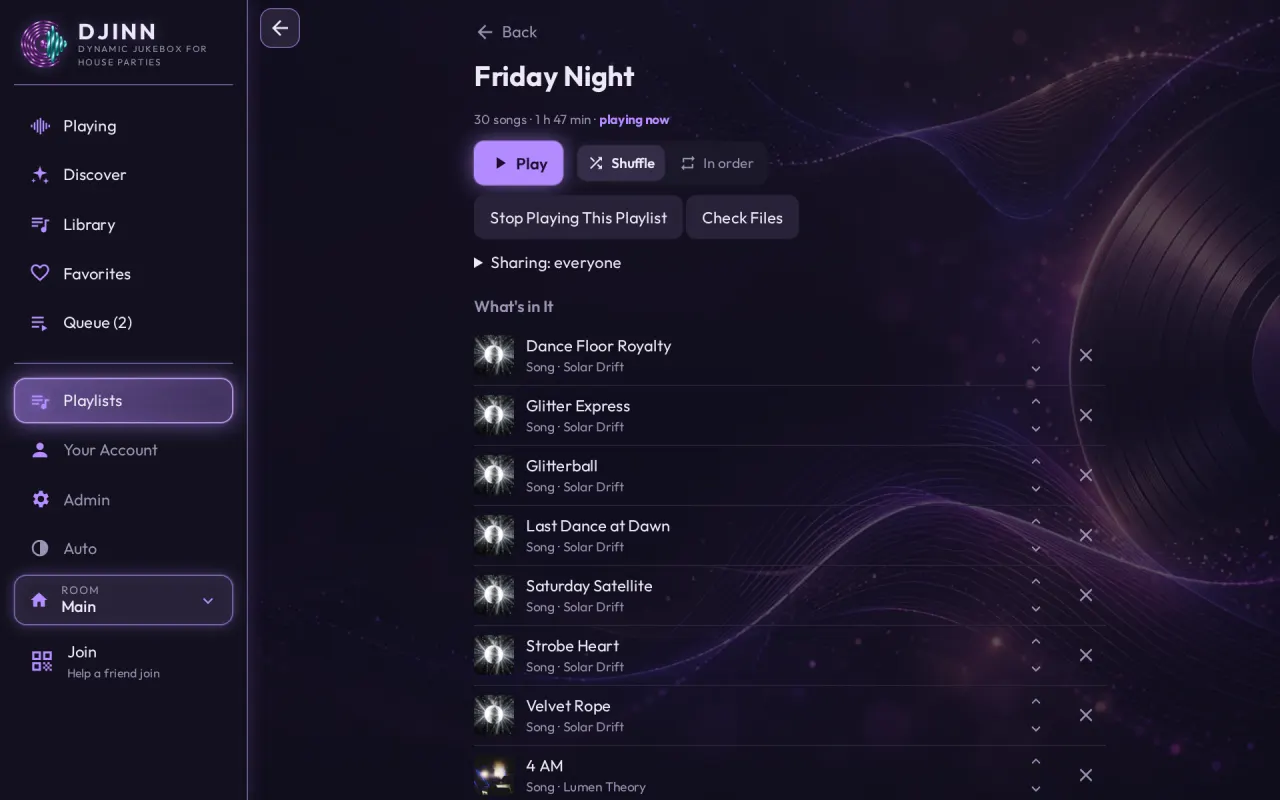 DJINN
DYNAMIC JUKEBOX FOR
HOUSE PARTIES
Playing
Discover
Library
Favorites
Queue (2)
Playlists
Your Account
Admin
Auto
ROOM
Main
Join
Help a friend join
Back
Friday Night
30 songs · 1 h 47 min · playing now
Play
Shuffle
In order
Stop Playing This Playlist
Check Files
Sharing: everyone
What's in It
Dance Floor Royalty
Song · Solar Drift
Glitter Express
Song · Solar Drift
Glitterball
Song · Solar Drift
Last Dance at Dawn
Song · Solar Drift
Saturday Satellite
Song · Solar Drift
Strobe Heart
Song · Solar Drift
Velvet Rope
Song · Solar Drift
4 AM
Song · Lumen Theory